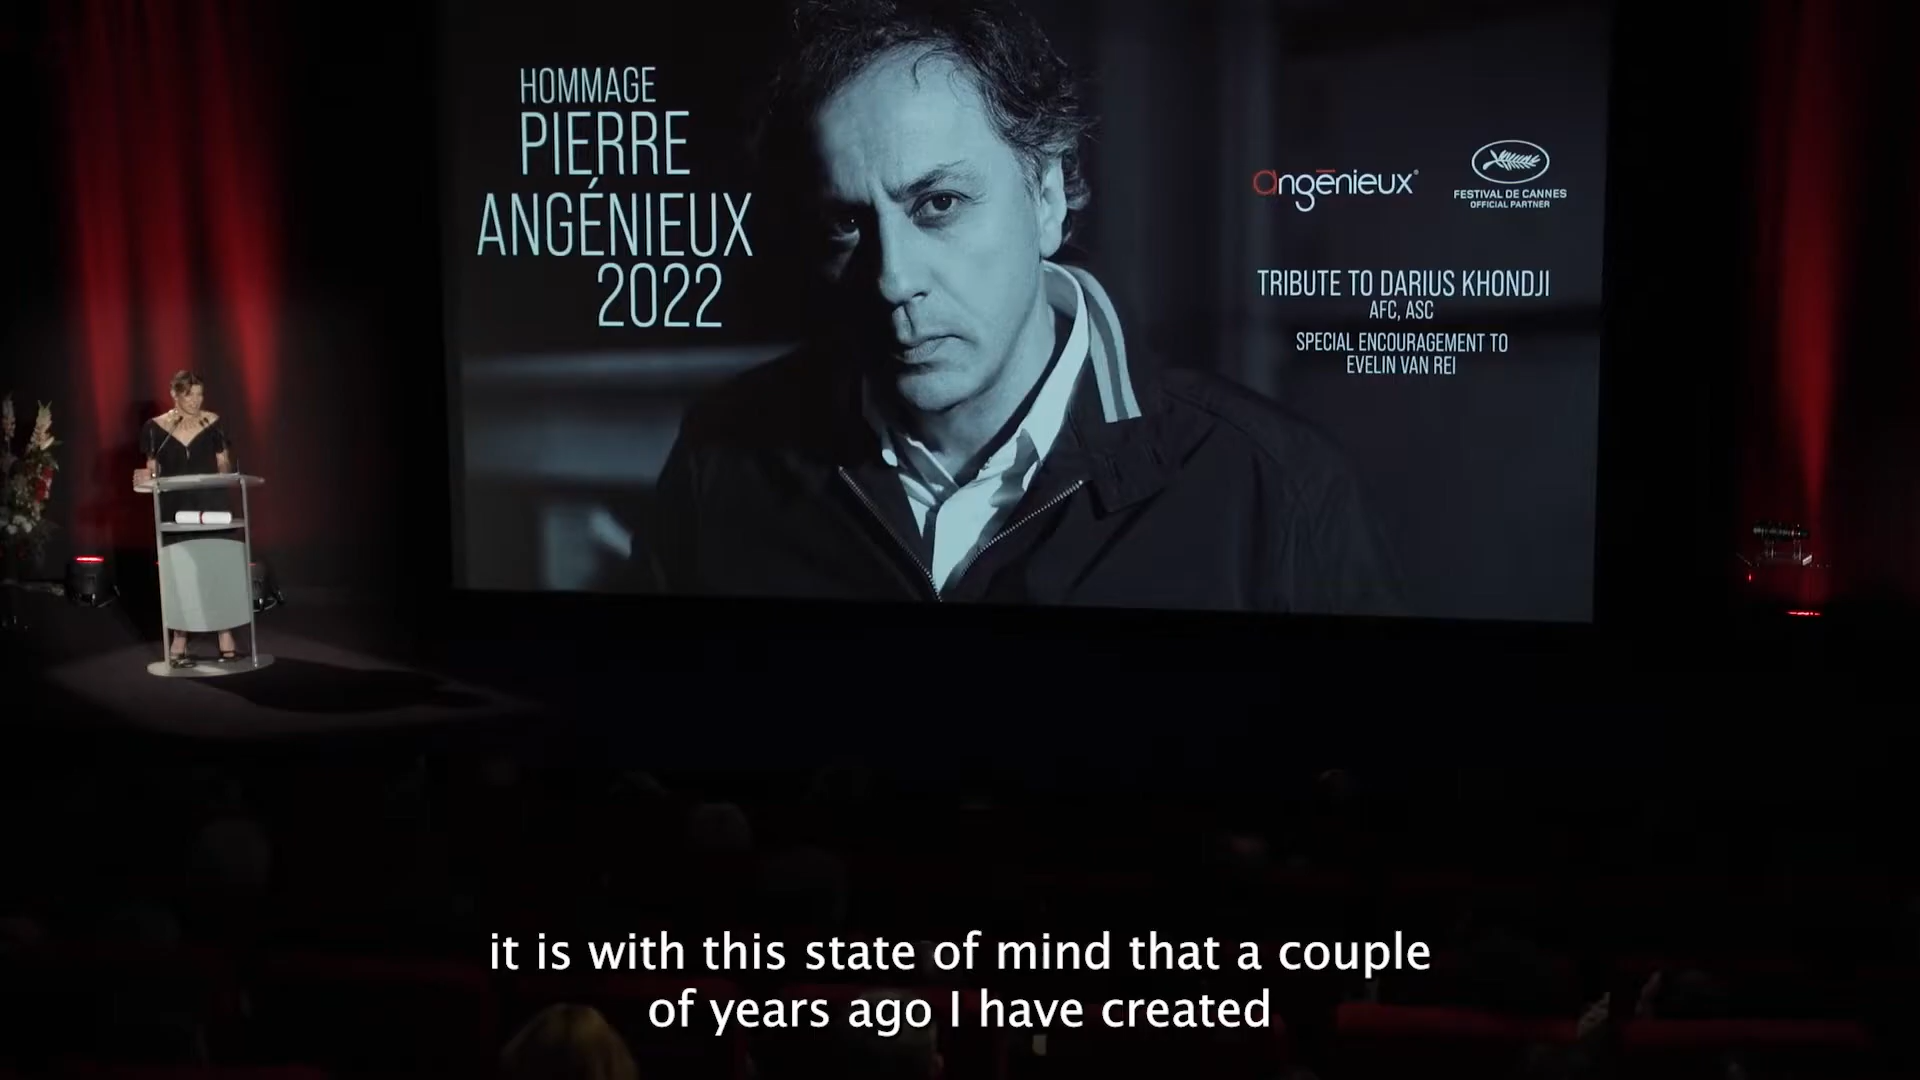 HOMMAGE
PIERRE
ANGÉNIEUX
2022
angēnieux®
FESTIVAL DE CANNES
OFFICIAL PARTNER
TRIBUTE TO DARIUS KHONDJI
AFC, ASC
SPECIAL ENCOURAGEMENT TO
EVELIN VAN REI
it is with this state of mind that a couple
of years ago I have created